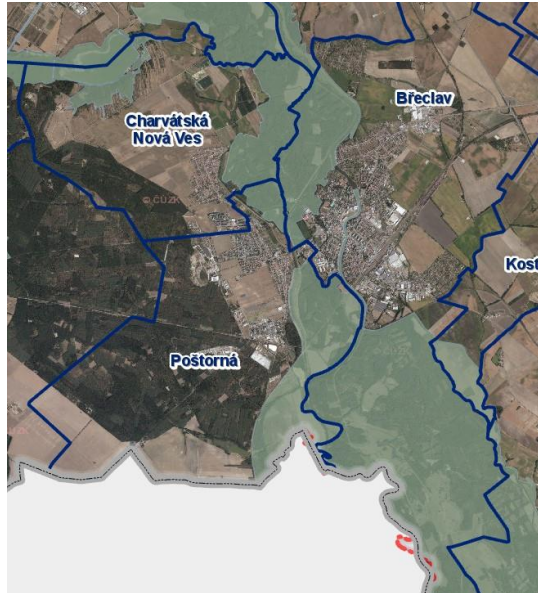 Břeclav
Charvátská
Nová Ves
© ČÚZK
Kost
Poštorná